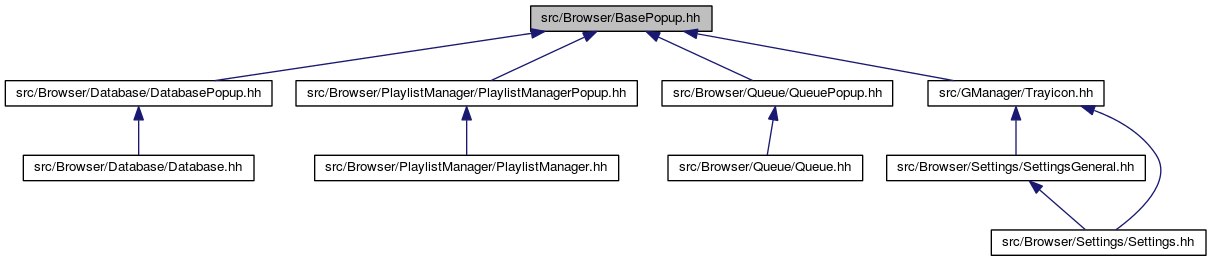 src/Browser/BasePopup.hh
src/Browser/Database/DatabasePopup.hh
src/Browser/PlaylistManager/PlaylistManagerPopup.hh
src/Browser/Queue/QueuePopup.hh
src/GManager/Trayicon.hh
src/Browser/Database/Database.hh
src/Browser/PlaylistManager/PlaylistManager.hh
src/Browser/Queue/Queue.hh
src/Browser/Settings/SettingsGeneral.hh
src/Browser/Settings/Settings.hh